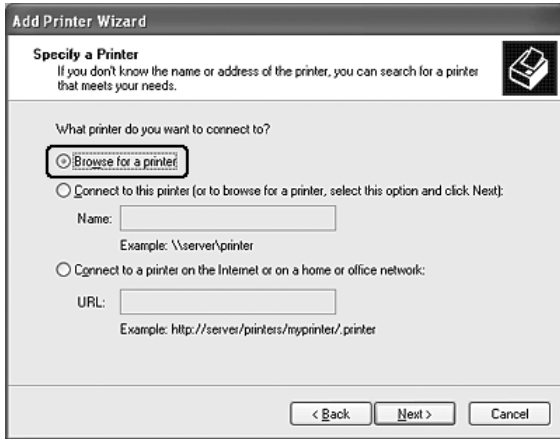 Add Printer Wizard
Specify a Printer
If you don't know the name or address of the printer, you can search for a printer
that meets your needs.
What printer do you want to connect to?
Browse for a printer
Connect to this printer (or to browse for a printer, select this option and click Next):
Name:
Example: \\server\printer
Connect to a printer on the Internet or on a home or office network:
URL:
Example: http://server/printers/myprinter/.printer
< Back
Next >
Cancel